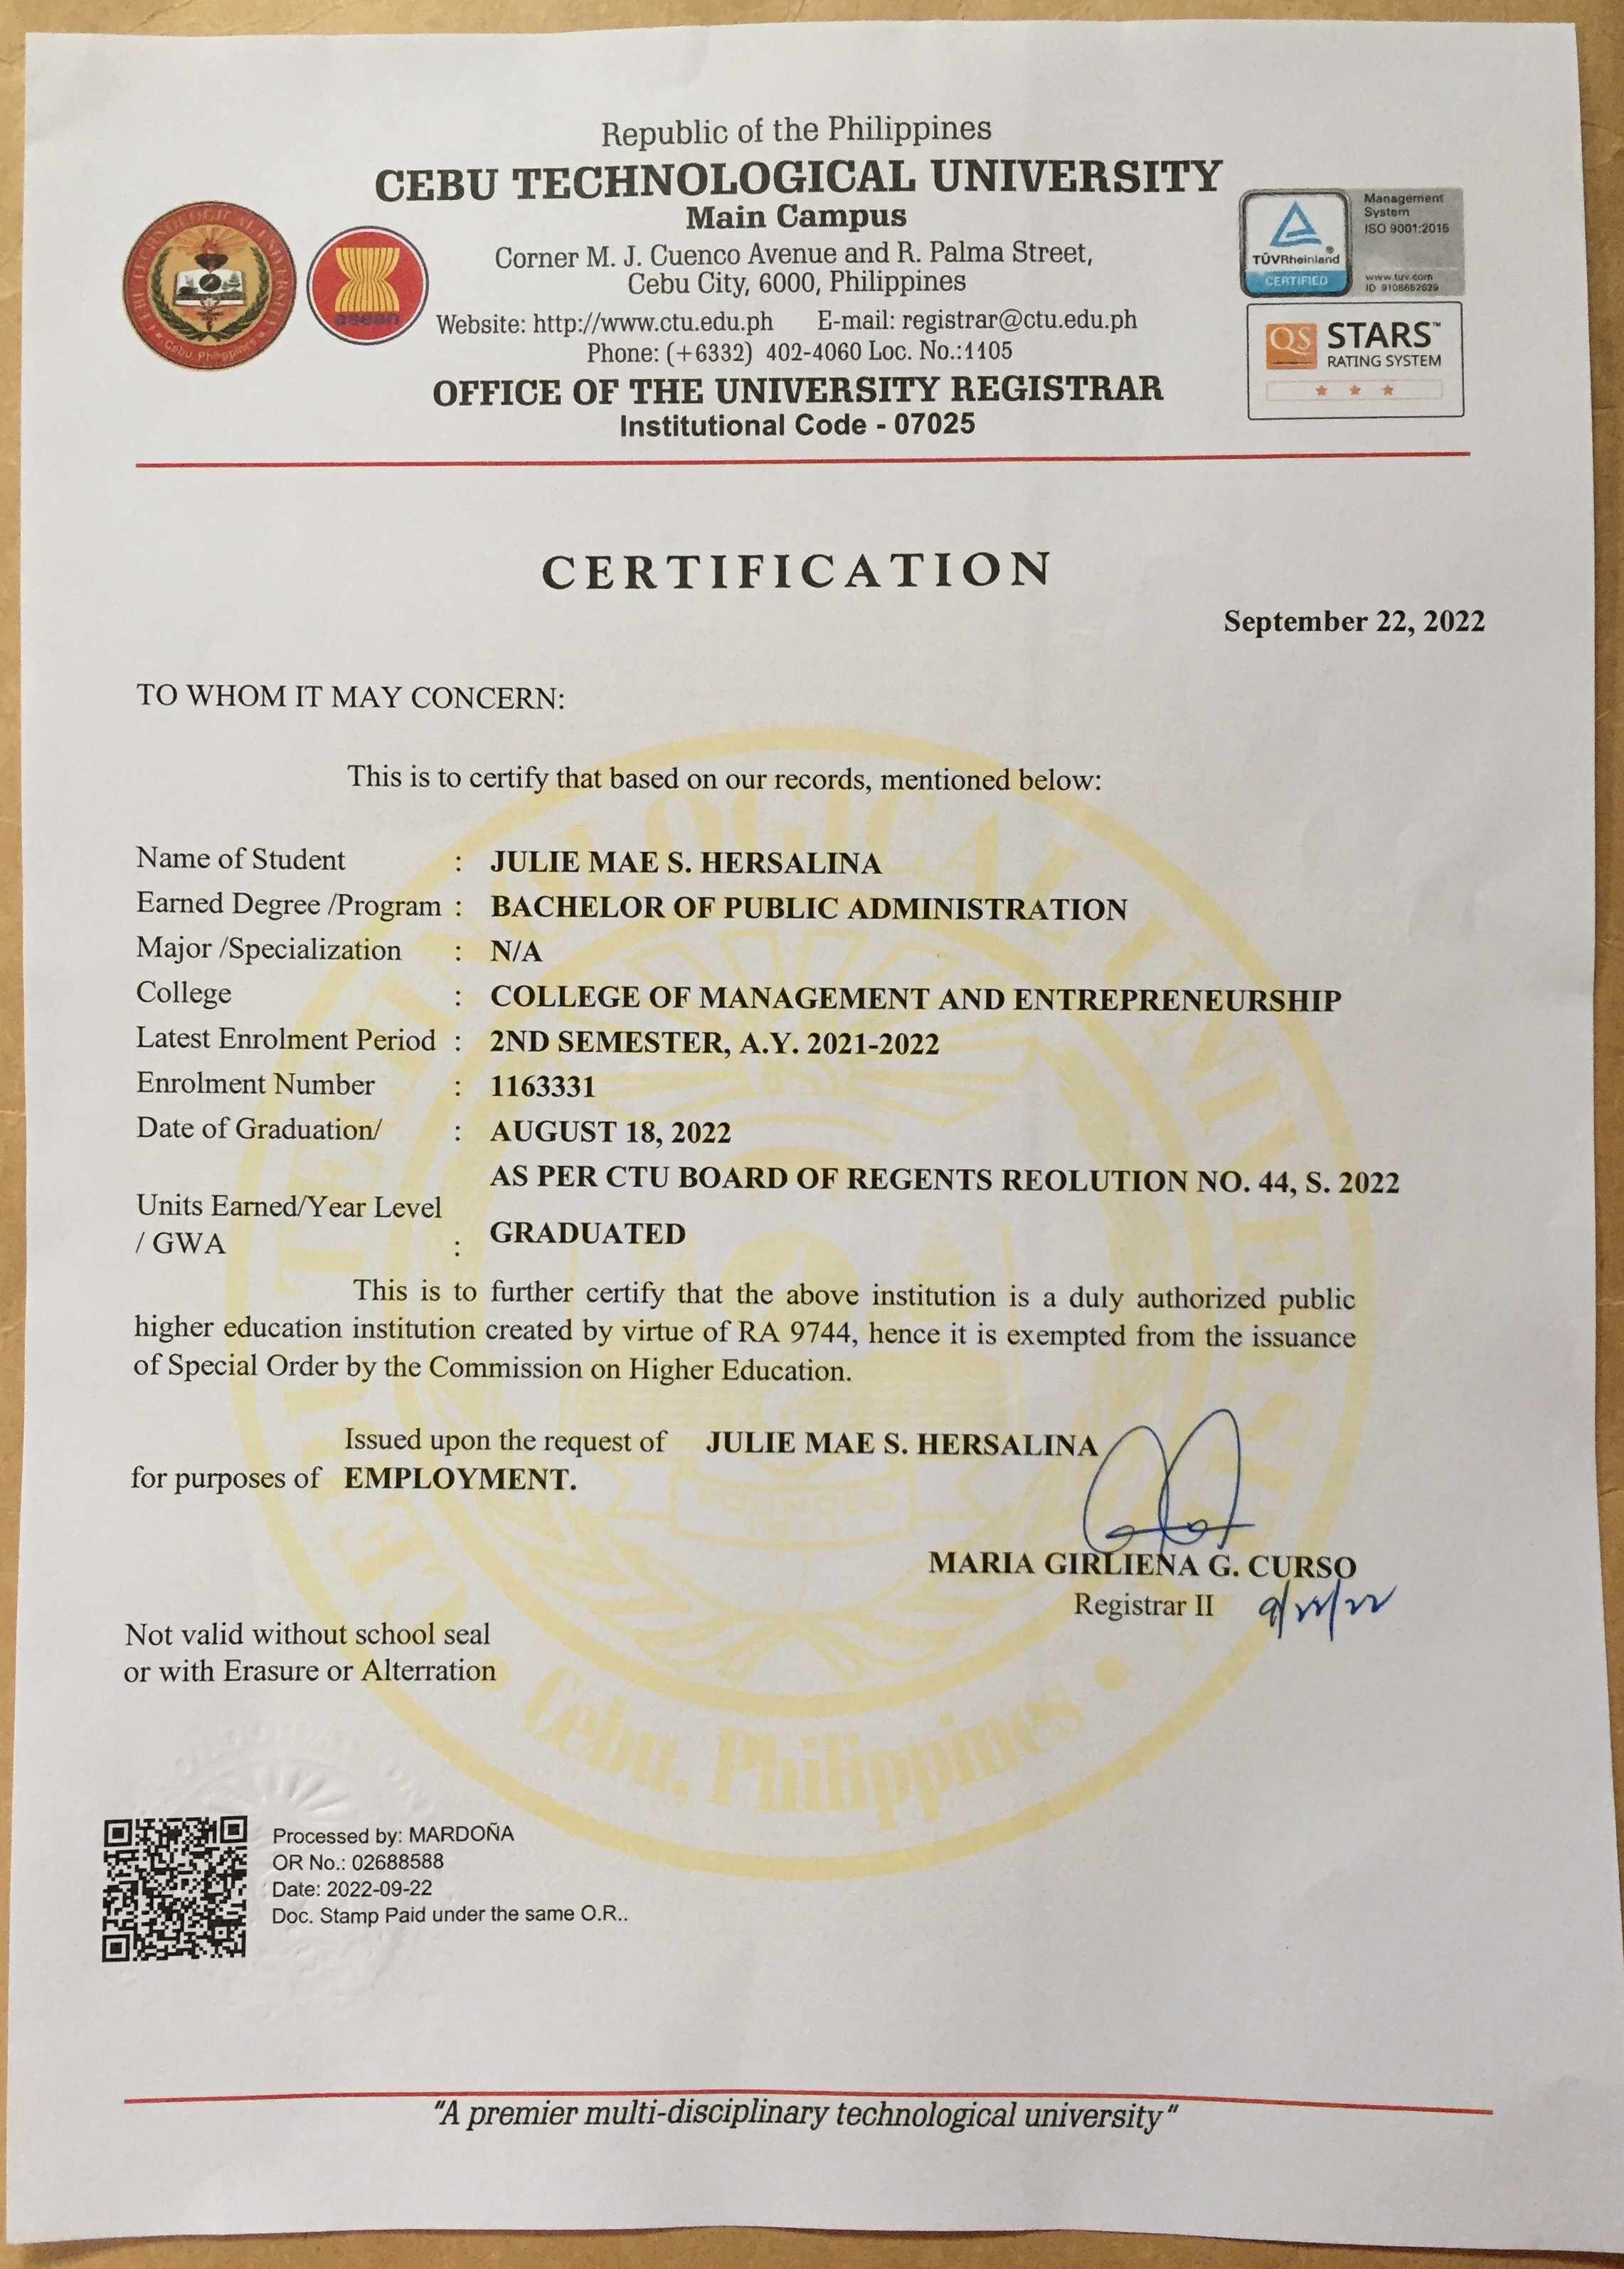 Republic of the Philippines
CEBU TECHNOLOGICAL UNIVERSITY
Main Campus
Corner M. J. Cuenco Avenue and R. Palma Street,
Cebu City, 6000, Philippines
Website: http://www.ctu.edu.ph E-mail: registrar@ctu.edu.ph
Phone: (+6332) 402-4060 Loc. No.:1105
OFFICE OF THE UNIVERSITY REGISTRAR
Institutional Code - 07025
CEBU TECHNOLOGICAL UNIVERSITY
Cebu, Philippines
asean
TÜVRheinland
CERTIFIED
Management
System
ISO 9001:2015
www.tuv.com
ID 9108652629
QS STARS™
RATING SYSTEM
CERTIFICATION
September 22, 2022
TO WHOM IT MAY CONCERN:
This is to certify that based on our records, mentioned below:
Name of Student : JULIE MAE S. HERSALINA
Earned Degree /Program : BACHELOR OF PUBLIC ADMINISTRATION
Major /Specialization : N/A
College : COLLEGE OF MANAGEMENT AND ENTREPRENEURSHIP
Latest Enrolment Period : 2ND SEMESTER, A.Y. 2021-2022
Enrolment Number : 1163331
Date of Graduation/ : AUGUST 18, 2022
AS PER CTU BOARD OF REGENTS REOLUTION NO. 44, S. 2022
Units Earned/Year Level
/ GWA : GRADUATED
This is to further certify that the above institution is a duly authorized public
higher education institution created by virtue of RA 9744, hence it is exempted from the issuance
of Special Order by the Commission on Higher Education.
Issued upon the request of JULIE MAE S. HERSALINA
for purposes of EMPLOYMENT.
MARIA GIRLIENA G. CURSO
Registrar II 9/22/22
Not valid without school seal
or with Erasure or Alterration
Cebu, Philippines
Processed by: MARDOÑA
OR No.: 02688588
Date: 2022-09-22
Doc. Stamp Paid under the same O.R..
"A premier multi-disciplinary technological university"